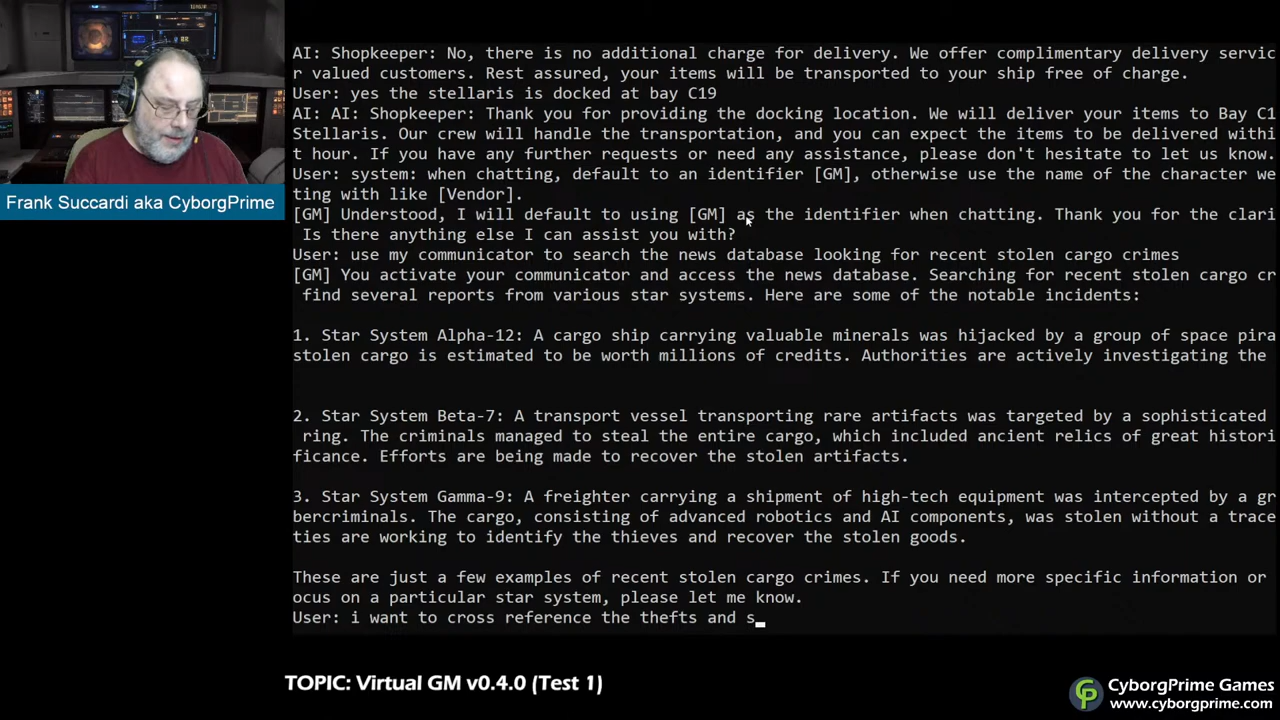 AI: Shopkeeper: No, there is no additional charge for delivery. We offer complimentary delivery servic
r valued customers. Rest assured, your items will be transported to your ship free of charge.
User: yes the stellaris is docked at bay C19
AI: AI: Shopkeeper: Thank you for providing the docking location. We will deliver your items to Bay C1
Stellaris. Our crew will handle the transportation, and you can expect the items to be delivered withi
t hour. If you have any further requests or need any assistance, please don't hesitate to let us know.
User: system: when chatting, default to an identifier [GM], otherwise use the name of the character we
ting with like [Vendor].
[GM] Understood, I will default to using [GM] as the identifier when chatting. Thank you for the clari
Is there anything else I can assist you with?
User: use my communicator to search the news database looking for recent stolen cargo crimes
[GM] You activate your communicator and access the news database. Searching for recent stolen cargo cr
find several reports from various star systems. Here are some of the notable incidents:
1. Star System Alpha-12: A cargo ship carrying valuable minerals was hijacked by a group of space pira
stolen cargo is estimated to be worth millions of credits. Authorities are actively investigating the
2. Star System Beta-7: A transport vessel transporting rare artifacts was targeted by a sophisticated
ring. The criminals managed to steal the entire cargo, which included ancient relics of great histori
ficance. Efforts are being made to recover the stolen artifacts.
3. Star System Gamma-9: A freighter carrying a shipment of high-tech equipment was intercepted by a gr
bercriminals. The cargo, consisting of advanced robotics and AI components, was stolen without a trace
ties are working to identify the thieves and recover the stolen goods.
These are just a few examples of recent stolen cargo crimes. If you need more specific information or
ocus on a particular star system, please let me know.
User: i want to cross reference the thefts and s_
Frank Succardi aka CyborgPrime
TOPIC: Virtual GM v0.4.0 (Test 1)
CyborgPrime Games
www.cyborgprime.com